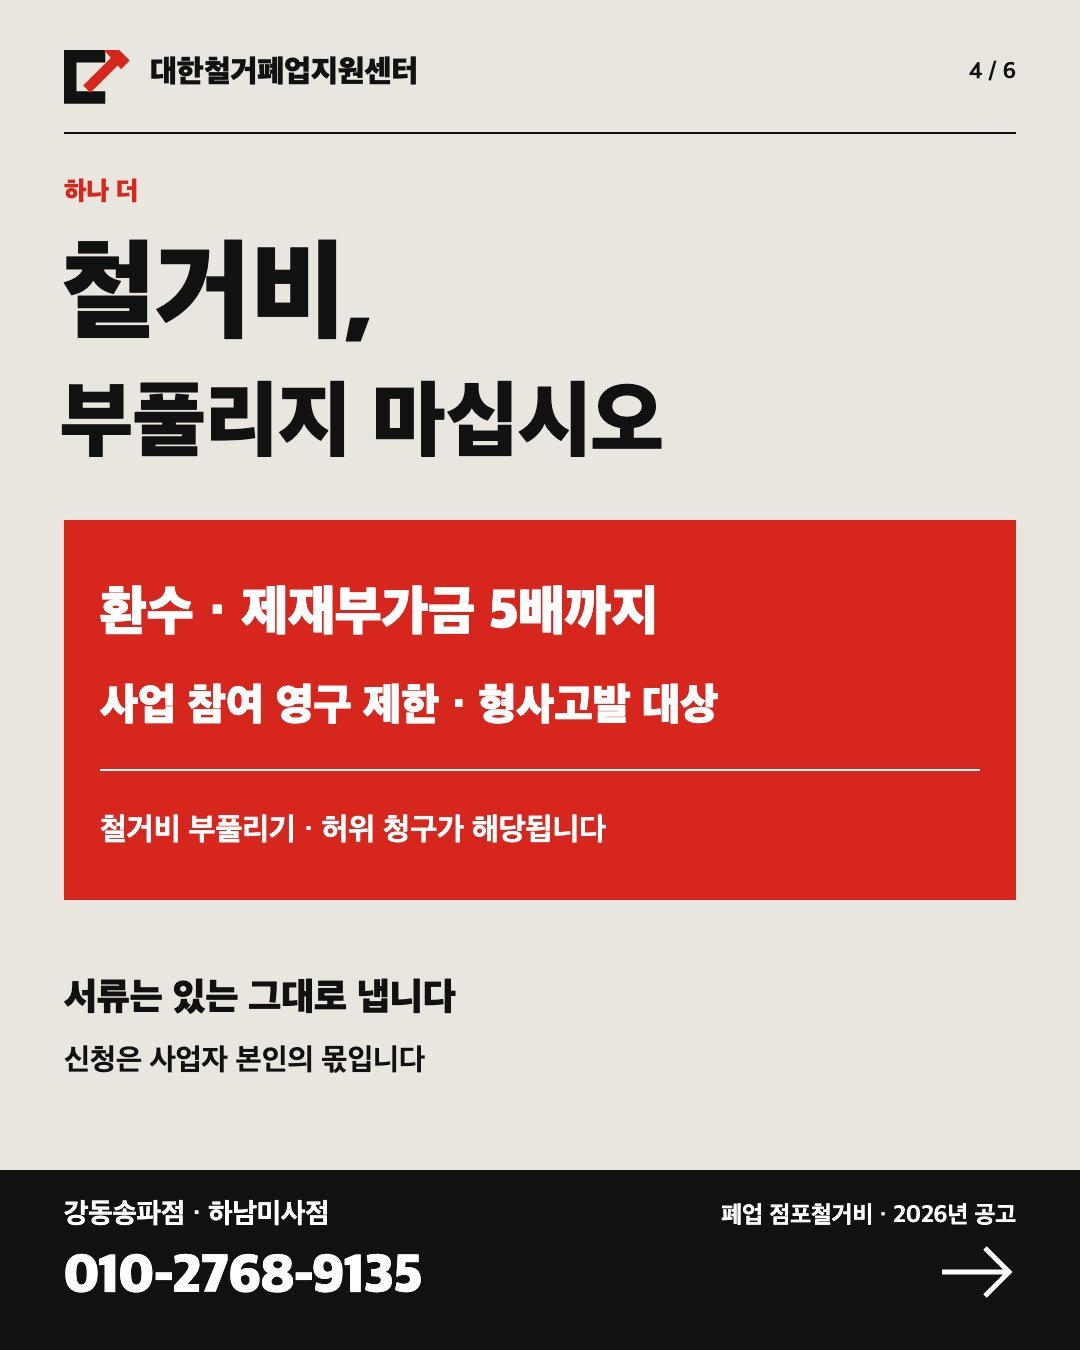 대한철거폐업지원센터
4 / 6
하나 더
철거비,
부풀리지 마십시오
환수 · 제재부가금 5배까지
사업 참여 영구 제한 · 형사고발 대상
철거비 부풀리기 · 허위 청구가 해당됩니다
서류는 있는 그대로 냅니다
신청은 사업자 본인의 몫입니다
강동송파점 · 하남미사점
010-2768-9135
폐업 점포철거비 · 2026년 공고